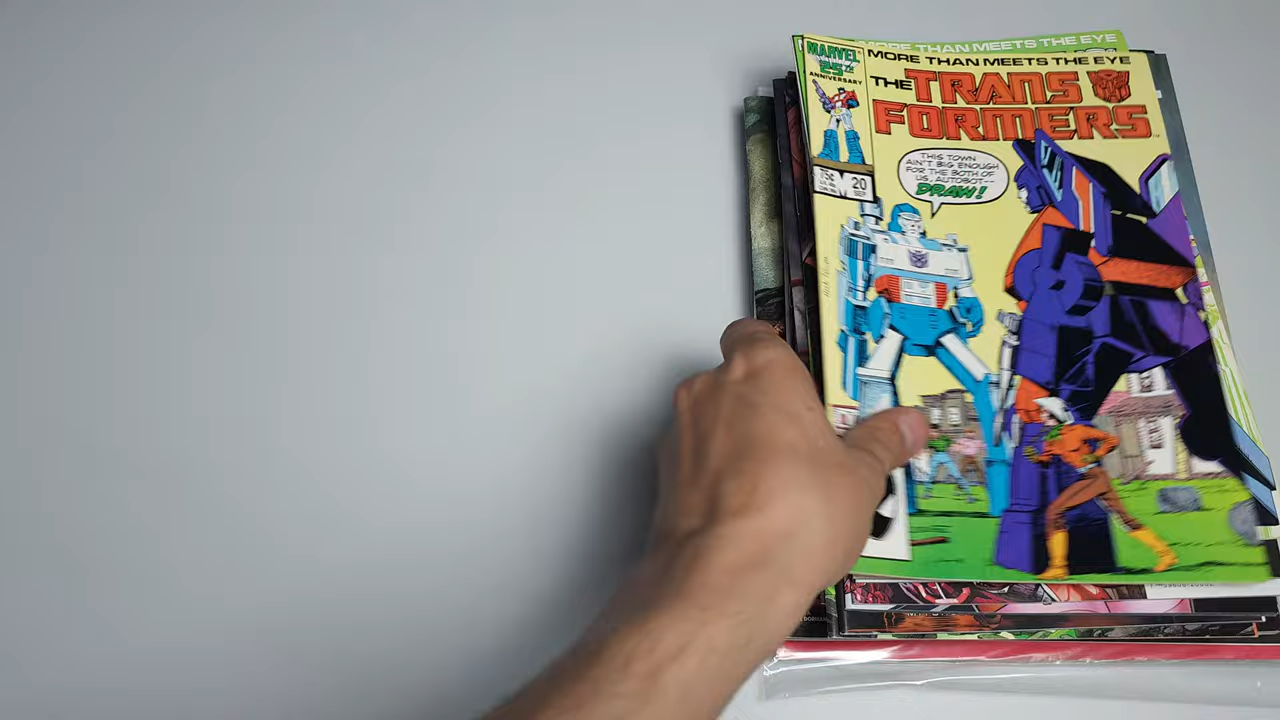 MORE THAN MEETS THE EYE
MORE THAN MEETS THE EYE
MARVEL
25TH
ANNIVERSARY
THE TRANS
FORMERS
75¢
20
SEP
THIS TOWN
AIN'T BIG ENOUGH
FOR THE BOTH OF
US, AUTOBOT--
DRAW!